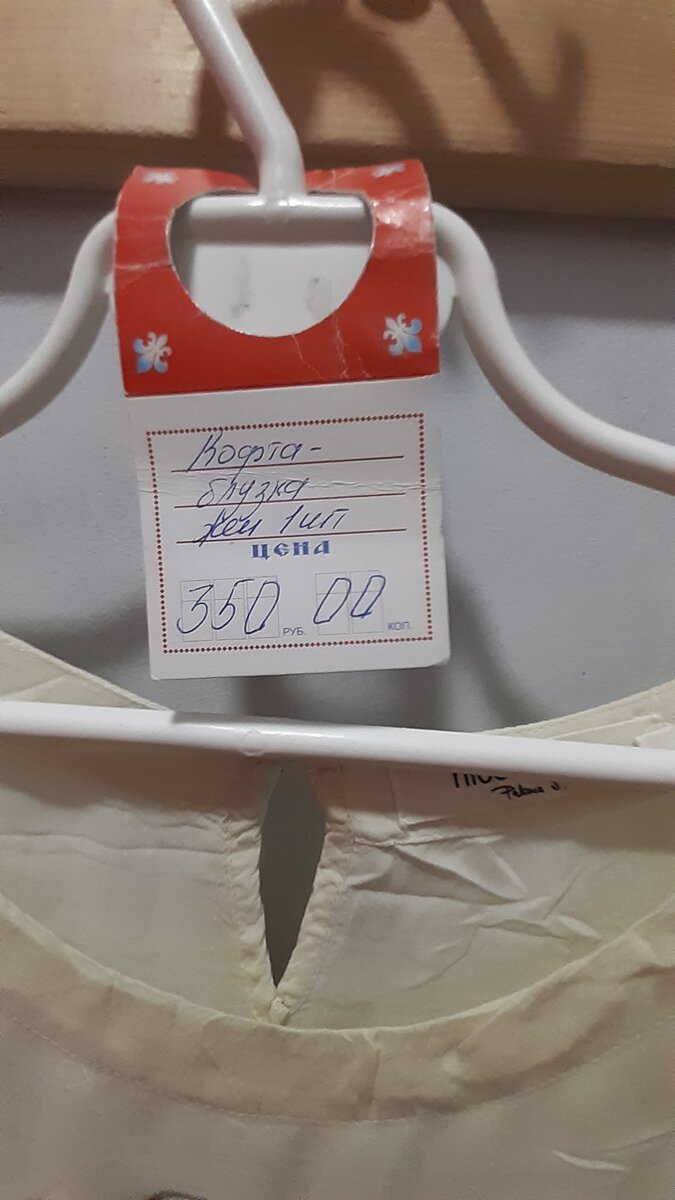 Кофта-
блузка
жен 1шт
ЦЕНА
350 РУБ. 00 КОП.